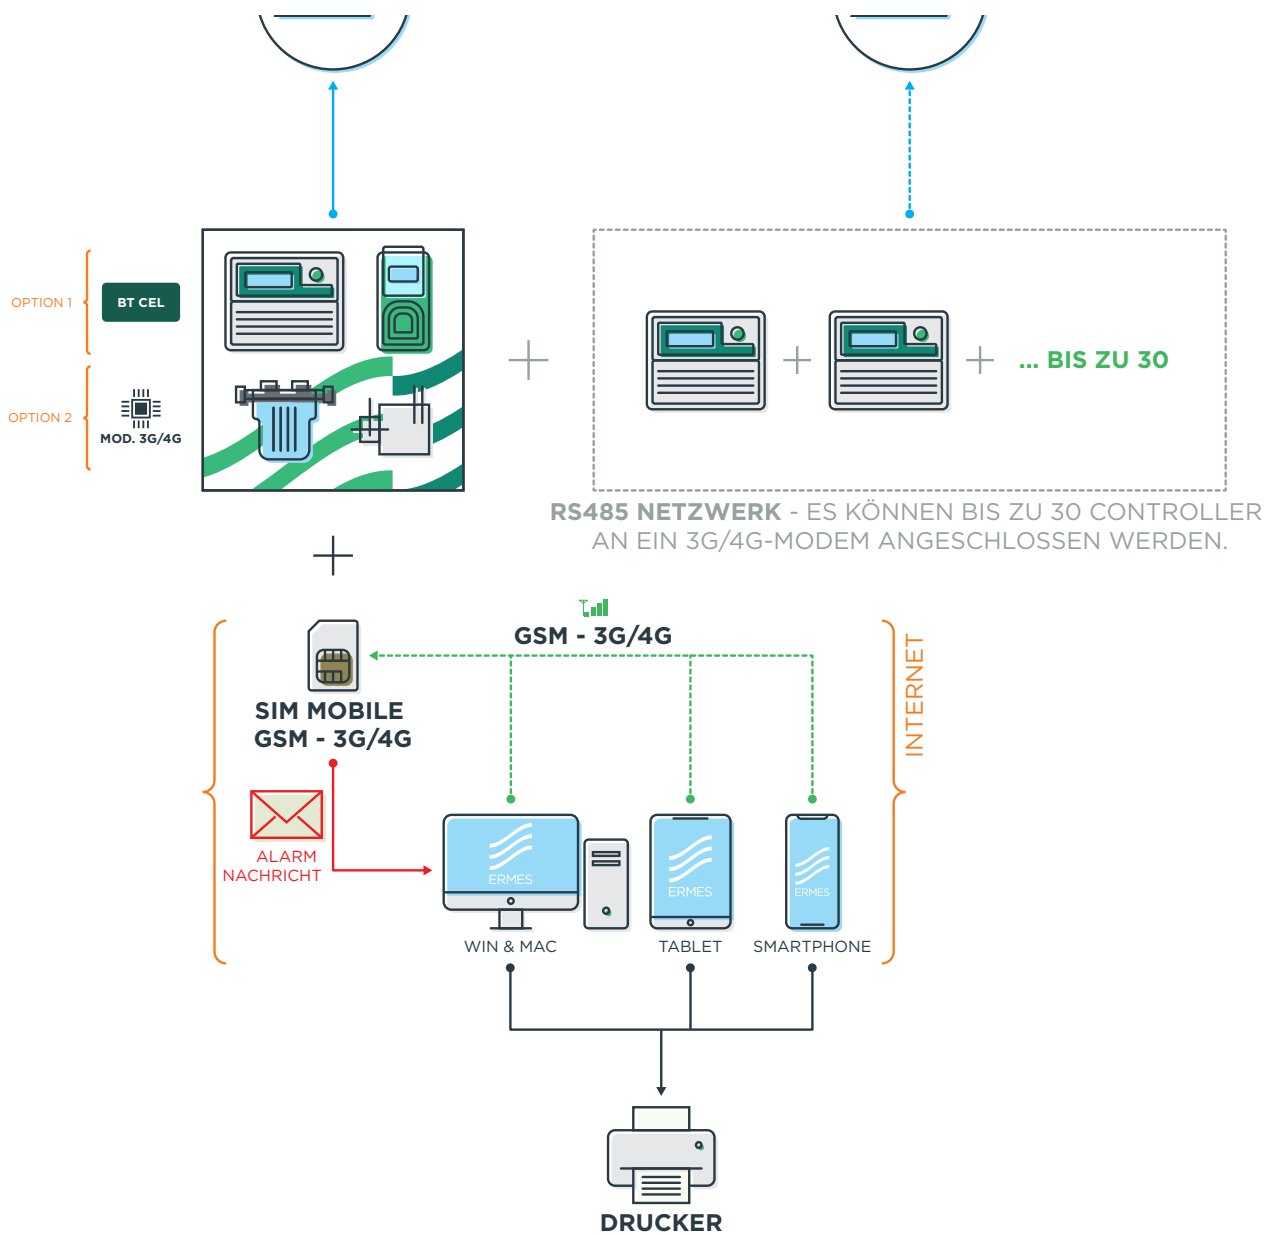 OPTION 1
BT CEL
OPTION 2
MOD. 3G/4G
... BIS ZU 30
RS485 NETZWERK - ES KÖNNEN BIS ZU 30 CONTROLLER
AN EIN 3G/4G-MODEM ANGESCHLOSSEN WERDEN.
GSM - 3G/4G
SIM MOBILE
GSM - 3G/4G
INTERNET
ALARM
NACHRICHT
ERMES
ERMES
ERMES
WIN & MAC
TABLET
SMARTPHONE
DRUCKER